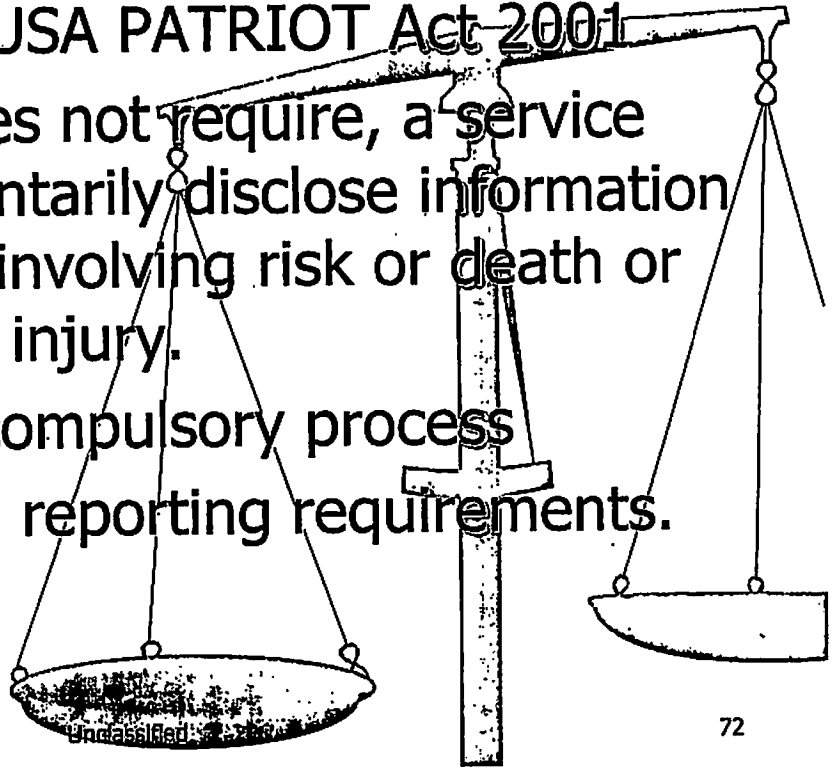 USA PATRIOT Act 2001
es not require, a service
ntarily disclose information
involving risk or death or
injury.
ompulsory process
reporting requirements.
Unclassified
72